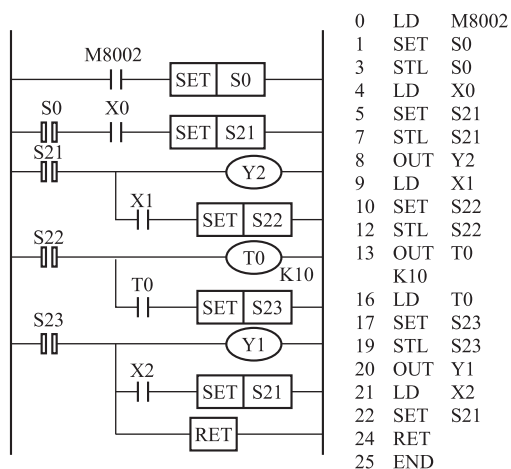 M8002
SET S0
S0 X0
SET S21
S21
Y2
X1
SET S22
S22
T0
K10
T0
SET S23
S23
Y1
X2
SET S21
RET
0 LD M8002
1 SET S0
3 STL S0
4 LD X0
5 SET S21
7 STL S21
8 OUT Y2
9 LD X1
10 SET S22
12 STL S22
13 OUT T0
K10
16 LD T0
17 SET S23
19 STL S23
20 OUT Y1
21 LD X2
22 SET S21
24 RET
25 END